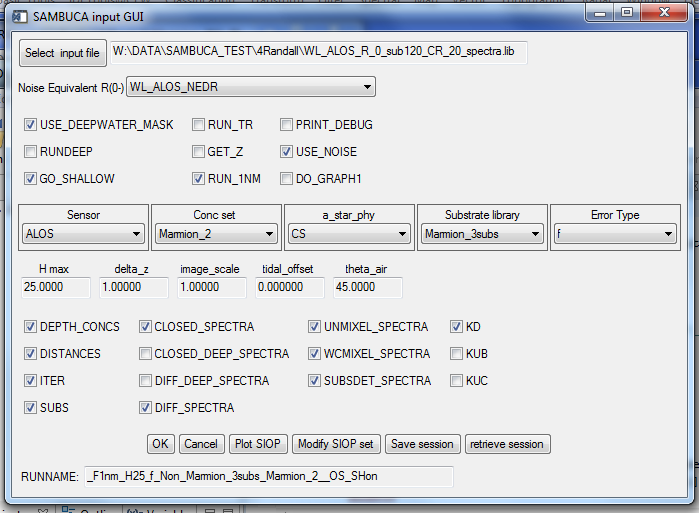 SAMBUCA input GUI
Select input file W:\DATA\SAMBUCA_TEST\4Randall\WL_ALOS_R_0_sub120_CR_20_spectra.lib
Noise Equivalent R(0-) WL_ALOS_NEDR
USE_DEEPWATER_MASK RUN_TR PRINT_DEBUG
RUNDEEP GET_Z USE_NOISE
GO_SHALLOW RUN_1NM DO_GRAPH1
Sensor Conc set a_star_phy Substrate library Error Type
ALOS Marmion_2 CS Marmion_3subs f
H max delta_z image_scale tidal_offset theta_air
25.0000 1.00000 1.00000 0.000000 45.0000
DEPTH_CONCS CLOSED_SPECTRA UNMIXEL_SPECTRA KD
DISTANCES CLOSED_DEEP_SPECTRA WCMIXEL_SPECTRA KUB
ITER DIFF_DEEP_SPECTRA SUBSDET_SPECTRA KUC
SUBS DIFF_SPECTRA
OK Cancel Plot SIOP Modify SIOP set Save session retrieve session
RUNNAME: _F1nm_H25_f_Non_Marmion_3subs_Marmion_2__OS_SHon